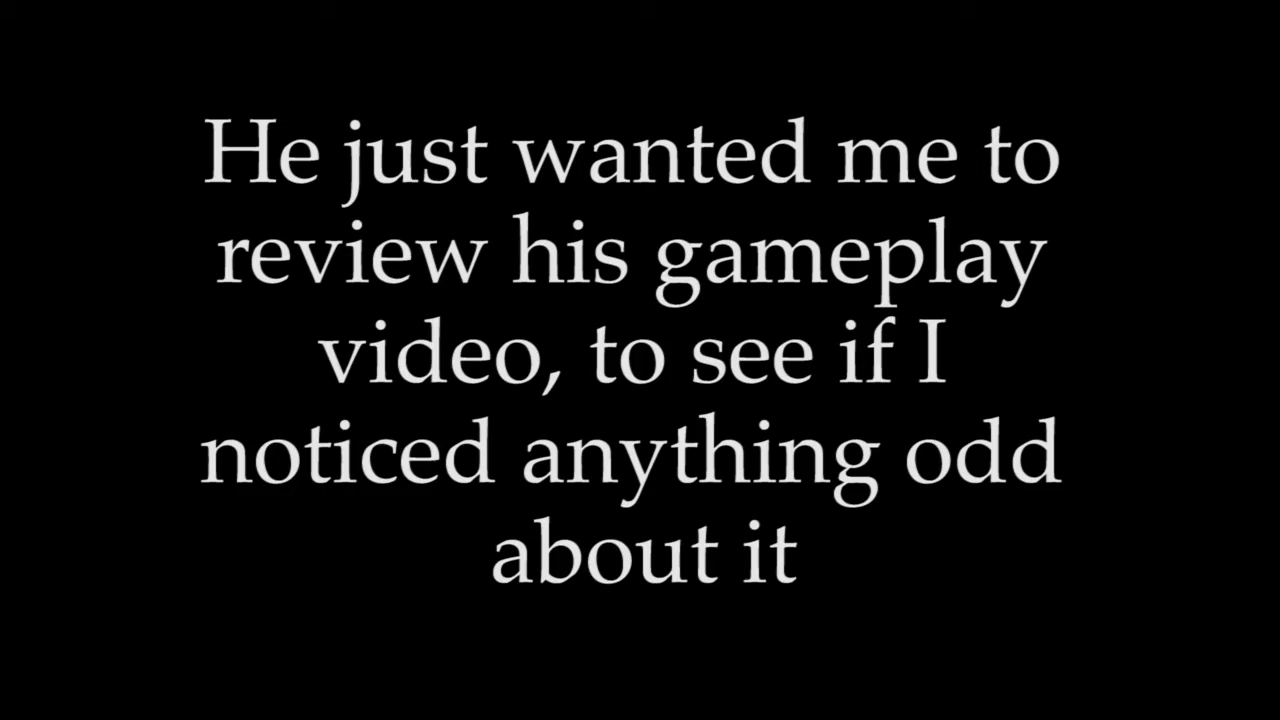 He just wanted me to
review his gameplay
video, to see if I
noticed anything odd
about it